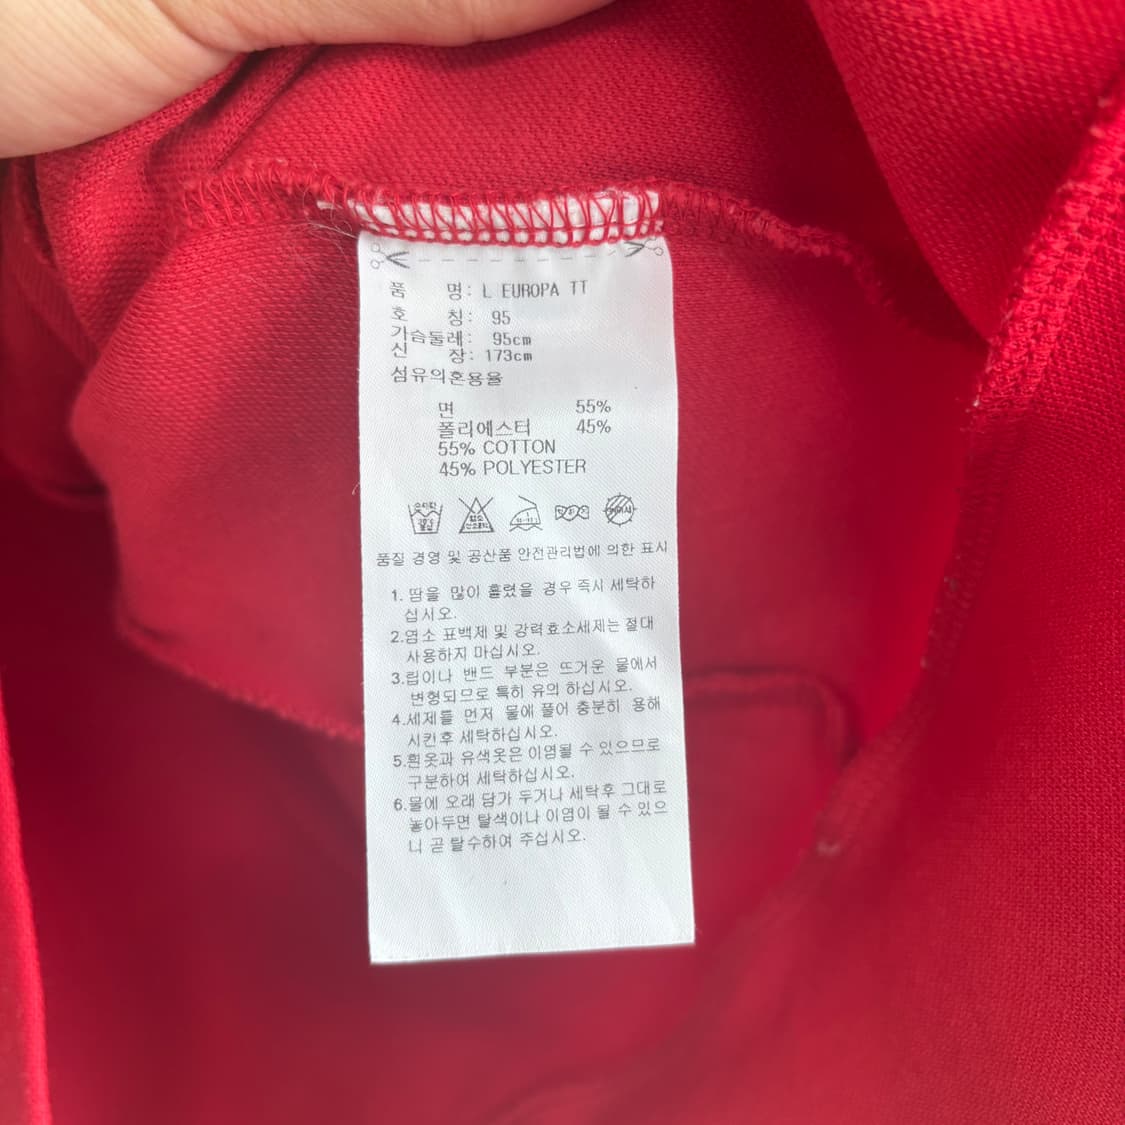 품 명: L EUROPA TT
호 칭: 95
가슴둘레: 95cm
신 장: 173cm
섬유의혼용율
면 55%
폴리에스터 45%
55% COTTON
45% POLYESTER
품질 경영 및 공산품 안전관리법에 의한 표시
1. 땀을 많이 흘렸을 경우 즉시 세탁하
십시오.
2.염소 표백제 및 강력효소세제는 절대
사용하지 마십시오.
3.립이나 밴드 부분은 뜨거운 물에서
변형되므로 특히 유의 하십시오.
4.세제를 먼저 물에 풀어 충분히 용해
시킨후 세탁하십시오.
5.흰옷과 유색옷은 이염될 수 있으므로
구분하여 세탁하십시오.
6.물에 오래 담가 두거나 세탁후 그대로
놓아두면 탈색이나 이염이 될 수 있으
니 곧 탈수하여 주십시오.